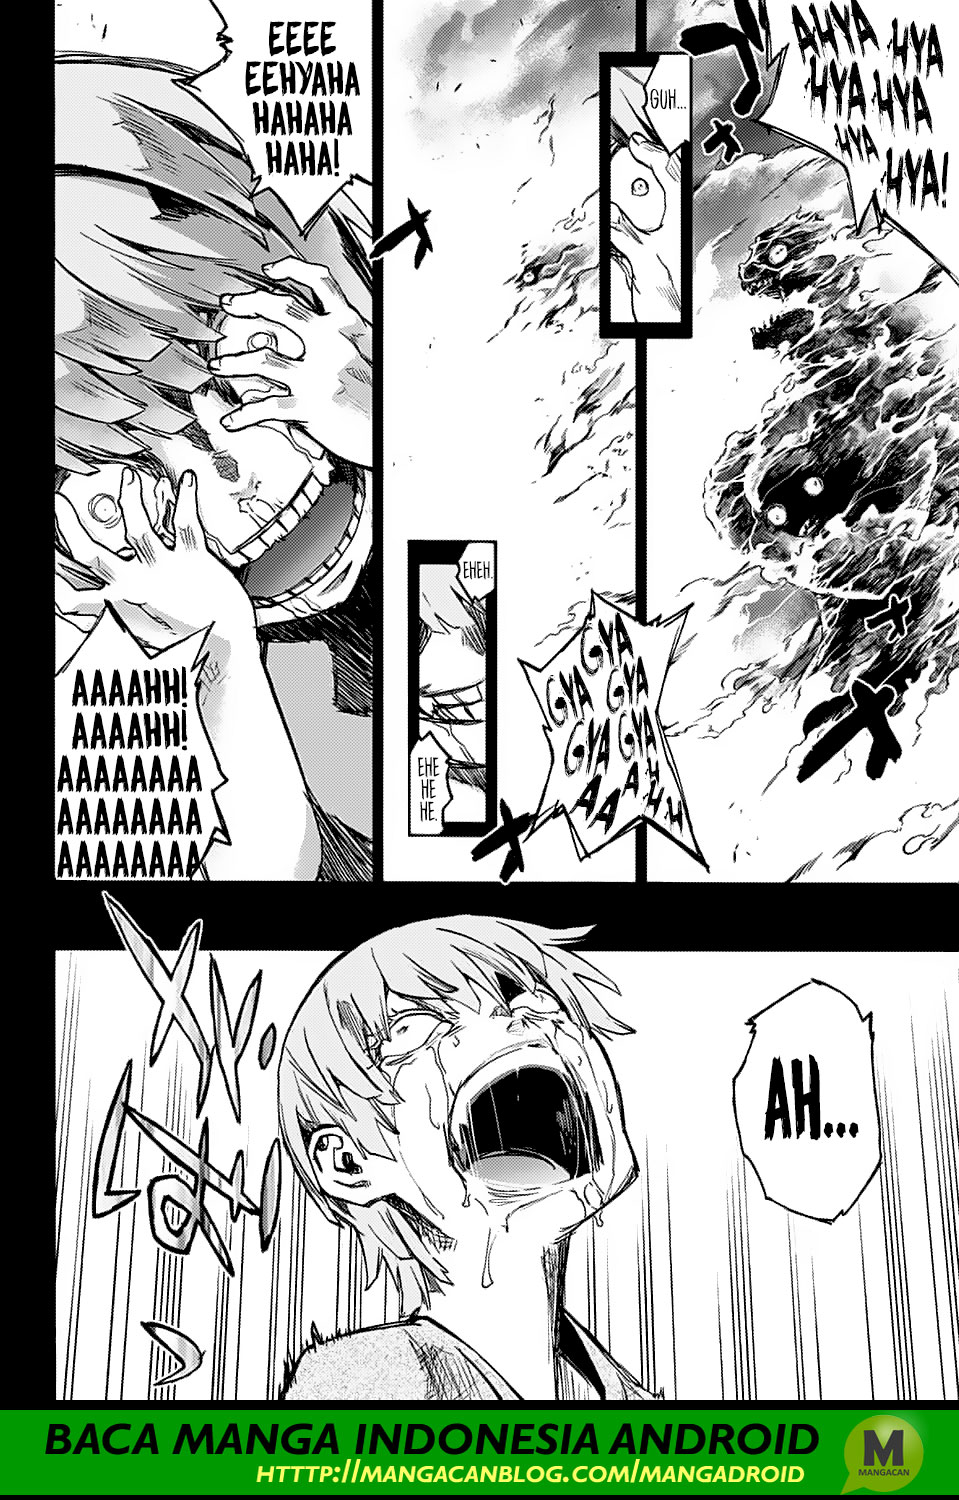 AHYA HYA
HYA HYA
HYA HYA!
GUH...
GYA GYA
GYA GYA
GYA GYA
AAAHH
EHEH.
EHE
HE
HE.
EEEE
EEHYAHA
HAHAHA
HAHA!
AAAAHH!
AAAAHH!
AAAAAAAA
AAAAAAAA
AAAAAAAA
AH...
BACA MANGA INDONESIA ANDROID
HTTTP://MANGACANBLOG.COM/MANGADROID
M
MANGACAN